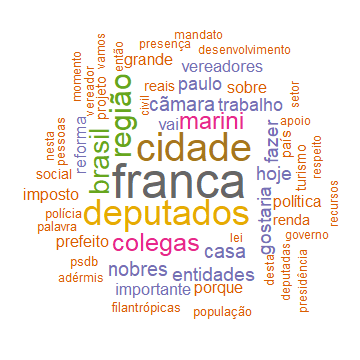 mandato
presença
desenvolvimento
vamos
então
grande
vereadores
momento
vereador
projeto
região
civil
reais
paulo
sobre
setor
câmara
trabalho
nesta
pessoas
reforma
brasil
vai
marini
fazer
país
apoio
cidade
turismo
respeito
social
franca
hoje
imposto
deputados
gostaria
política
polícia
palavra
renda
recursos
prefeito
colegas
lei
casa
governo
psdb
adérmis
nobres
entidades
desta
deputadas
presidência
importante
porque
filantrópicas
população